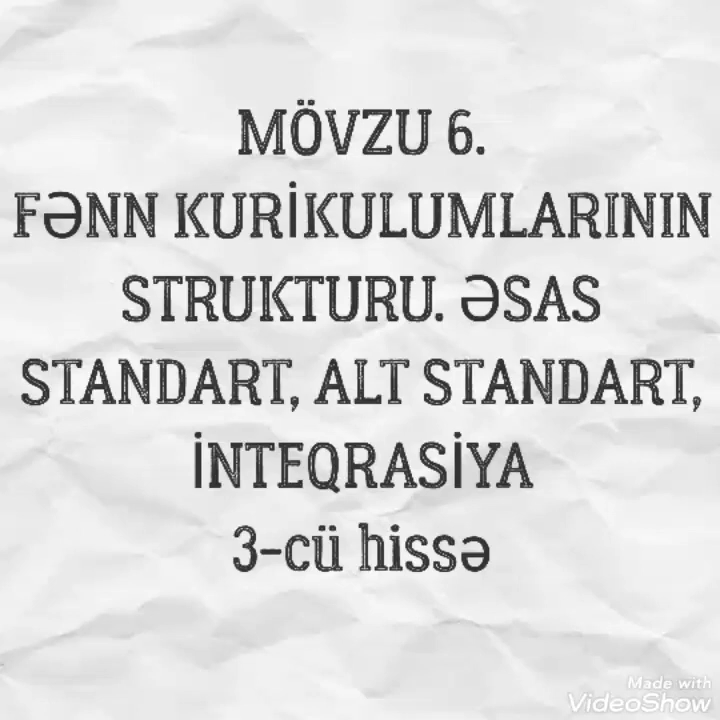 MÖVZU 6.
FƏNN KURİKULUMLARININ
STRUKTURU. ƏSAS
STANDART, ALT STANDART,
İNTEQRASİYA
3-cü hissə
Made with
VideoShow